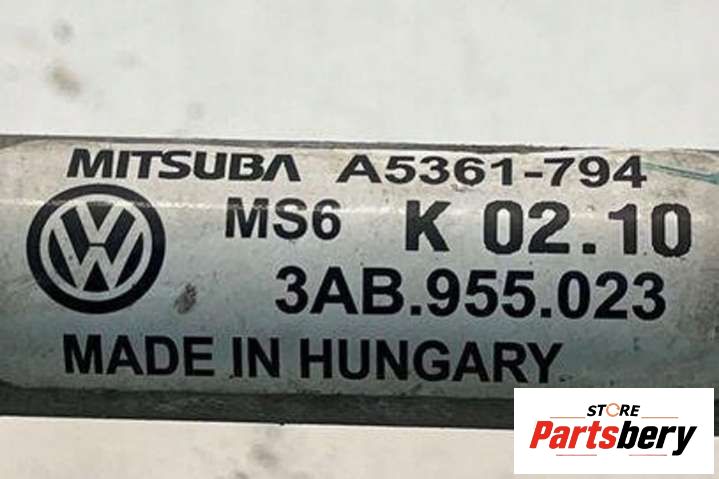 MITSUBA A5361-794
MS6 K 02.10
3AB.955.023
MADE IN HUNGARY
STORE
Partsbery